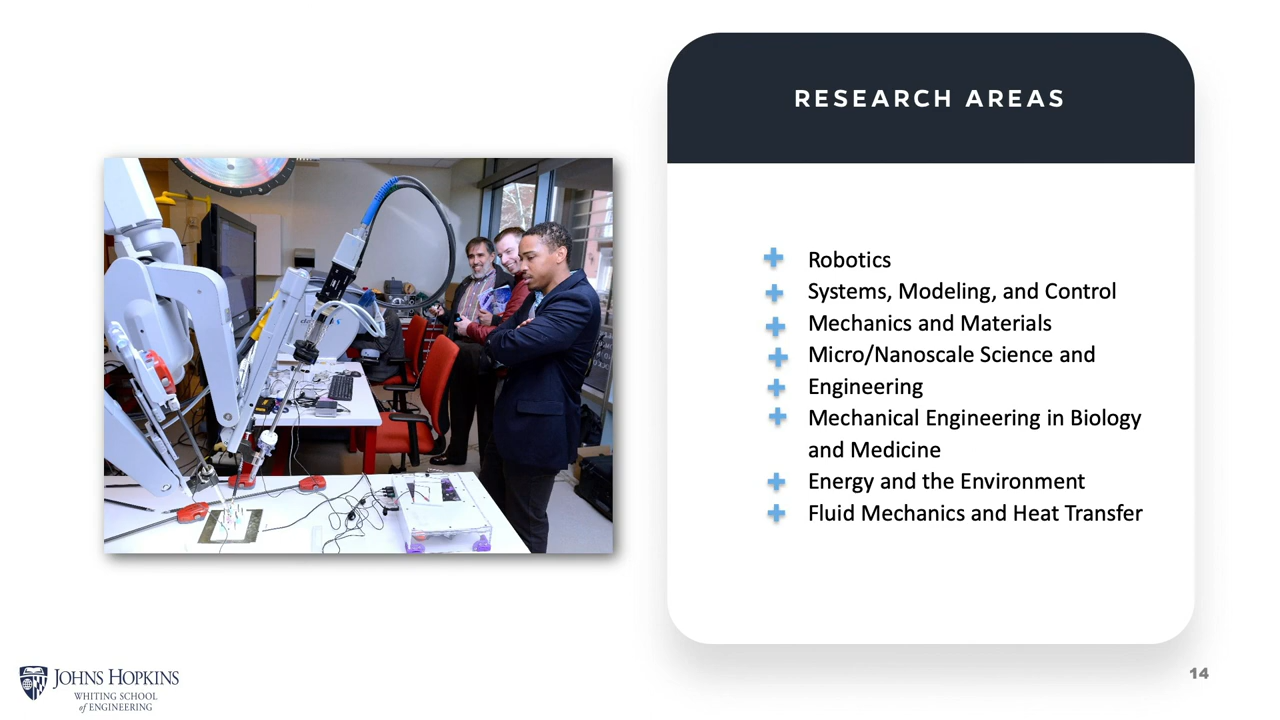 RESEARCH AREAS
Robotics
Systems, Modeling, and Control
Mechanics and Materials
Micro/Nanoscale Science and
Engineering
Mechanical Engineering in Biology
and Medicine
Energy and the Environment
Fluid Mechanics and Heat Transfer
JOHNS HOPKINS
WHITING SCHOOL
of ENGINEERING
14